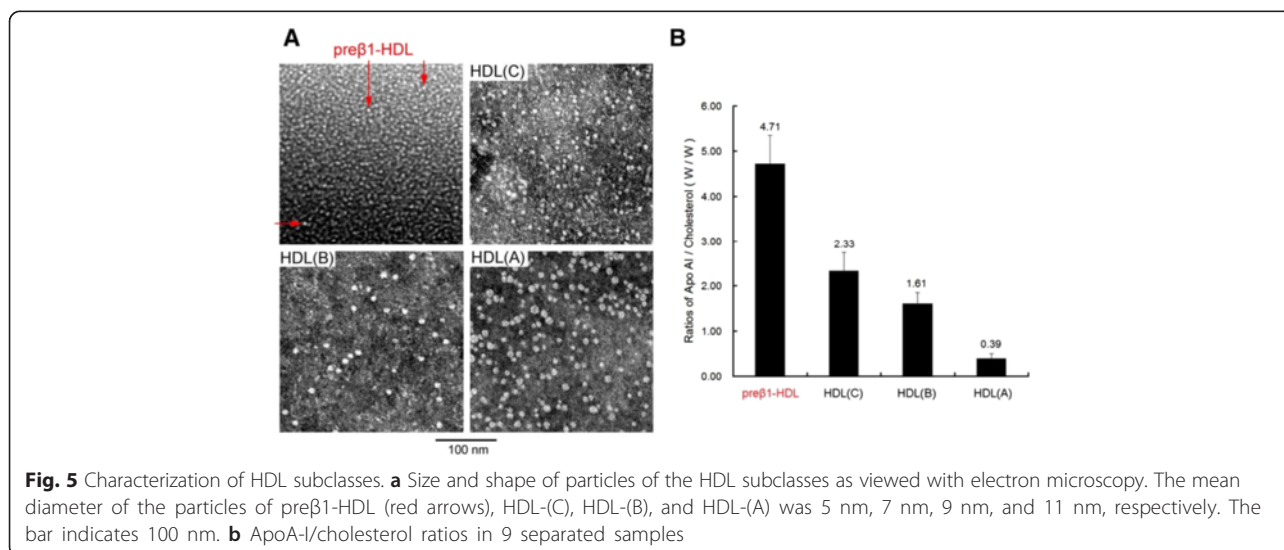 A
preβ1-HDL
HDL(C)
HDL(B)
HDL(A)
100 nm
B
Ratios of Apo AI / Cholesterol ( W / W )
6.00
5.00
4.00
3.00
2.00
1.00
0.00
4.71
2.33
1.61
0.39
preβ1-HDL
HDL(C)
HDL(B)
HDL(A)
Fig. 5 Characterization of HDL subclasses. a Size and shape of particles of the HDL subclasses as viewed with electron microscopy. The mean
diameter of the particles of preβ1-HDL (red arrows), HDL-(C), HDL-(B), and HDL-(A) was 5 nm, 7 nm, 9 nm, and 11 nm, respectively. The
bar indicates 100 nm. b ApoA-I/cholesterol ratios in 9 separated samples